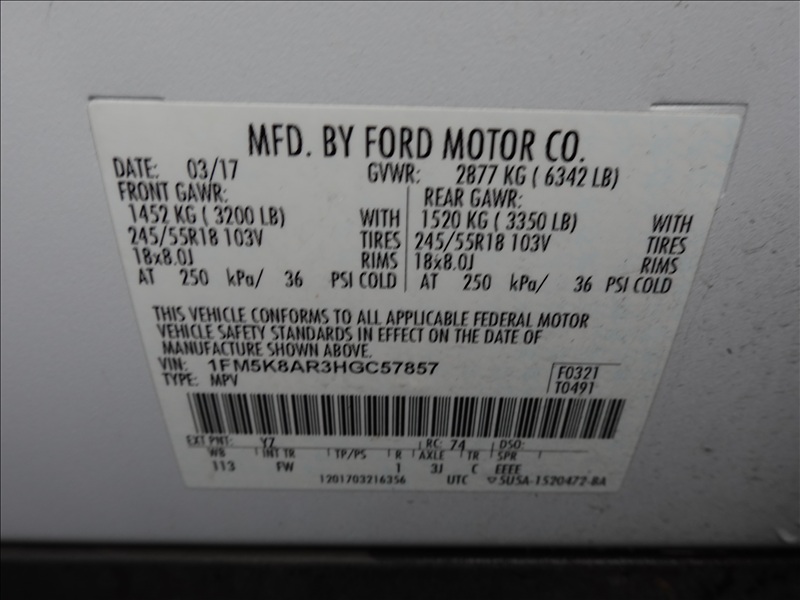 MFD. BY FORD MOTOR CO.
DATE: 03/17 GVWR: 2877 KG ( 6342 LB)
FRONT GAWR: REAR GAWR:
1452 KG ( 3200 LB) WITH 1520 KG ( 3350 LB) WITH
245/55R18 103V TIRES 245/55R18 103V TIRES
18x8.0J RIMS 18x8.0J RIMS
AT 250 kPa/ 36 PSI COLD AT 250 kPa/ 36 PSI COLD
THIS VEHICLE CONFORMS TO ALL APPLICABLE FEDERAL MOTOR
VEHICLE SAFETY STANDARDS IN EFFECT ON THE DATE OF
MANUFACTURE SHOWN ABOVE.
VIN: 1FM5K8AR3HGC57857 F0321
TYPE: MPV T0491
EXT PNT: YZ RC: 74 DSO:
WB INT TR TP/PS R AXLE TR SPR
113 FW 1 3J C EEEE
1201703216356 UTC ▽5USA-1520472-BA